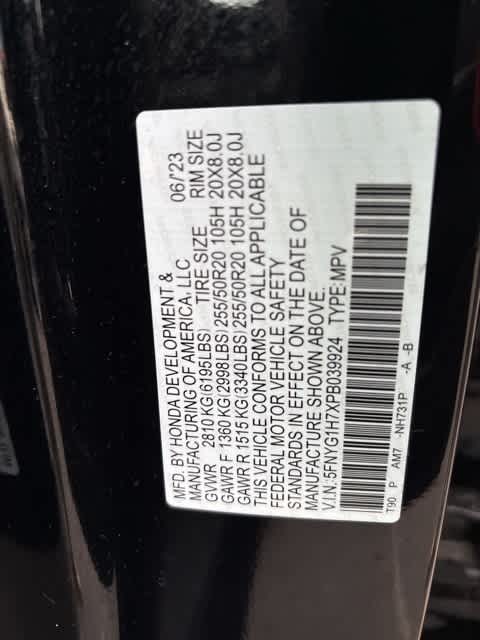 MFD. BY HONDA DEVELOPMENT &
MANUFACTURING OF AMERICA, LLC 06/'23
GVWR 2810 KG (6195LBS) TIRE SIZE RIM SIZE
GAWR F 1360 KG (2998LBS) 255/50R20 105H 20X8.0J
GAWR R 1515 KG (3340LBS) 255/50R20 105H 20X8.0J
THIS VEHICLE CONFORMS TO ALL APPLICABLE
FEDERAL MOTOR VEHICLE SAFETY
STANDARDS IN EFFECT ON THE DATE OF
MANUFACTURE SHOWN ABOVE.
V.I.N.:5FNYG1H7XPB039924 TYPE:MPV
T90 P AM7 -NH731P -A -B